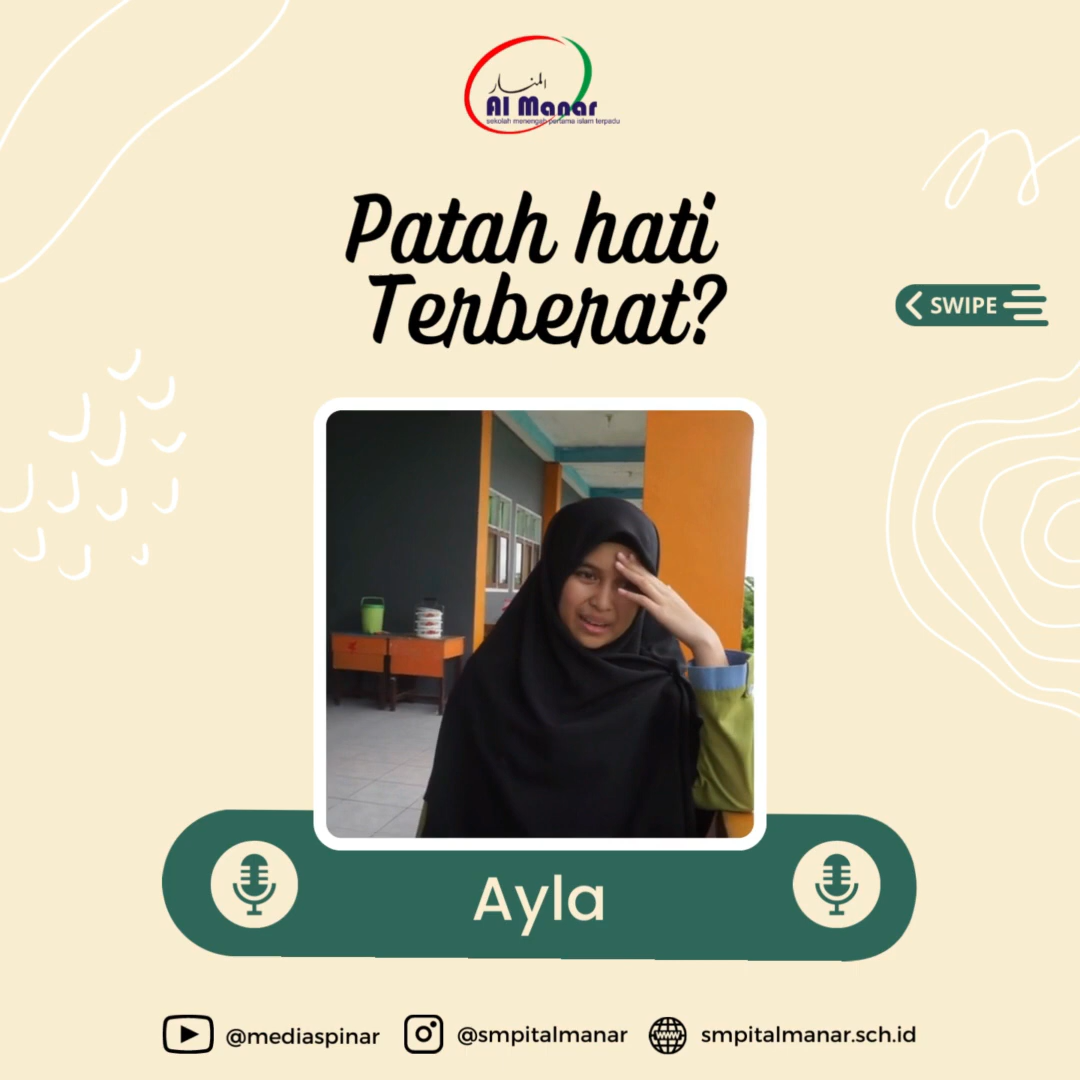 المنار
Al Manar
sekolah menengah pertama islam terpadu
Patah hati
Terberat?
SWIPE
Ayla
@mediaspinar
@smpitalmanar
smpitalmanar.sch.id